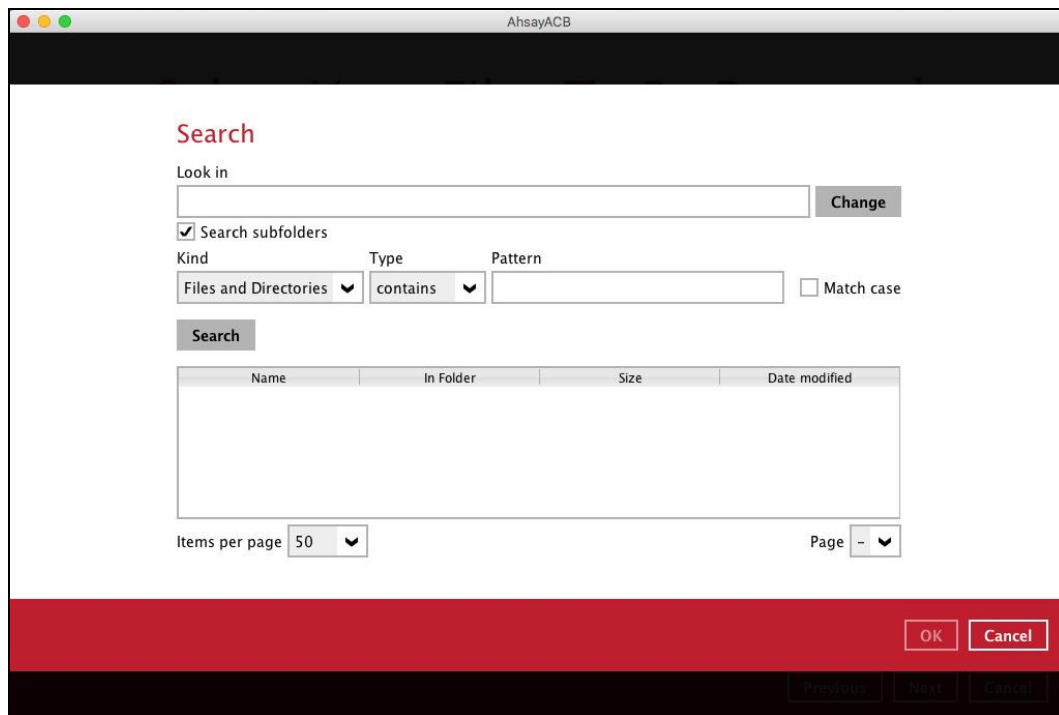 AhsayACB
Search
Look in
Change
Search subfolders
Kind Type Pattern
Files and Directories contains Match case
Search
Name In Folder Size Date modified
Items per page 50 Page -
OK Cancel
Previous Next Cancel